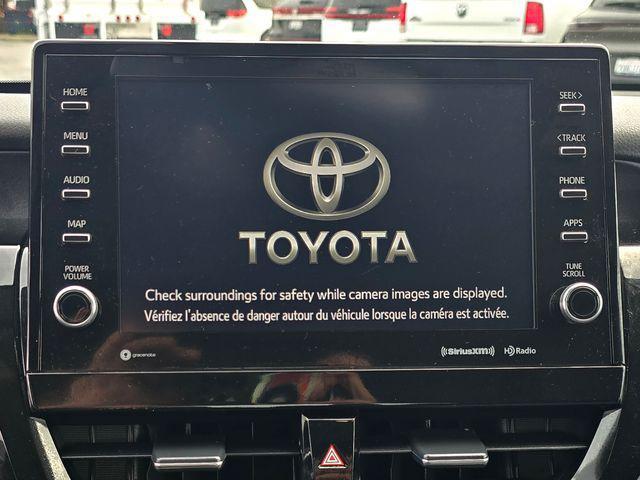 HOME
MENU
AUDIO
MAP
POWER
VOLUME
SEEK>
<TRACK
PHONE
APPS
TUNE
SCROLL
TOYOTA
Check surroundings for safety while camera images are displayed.
Vérifiez l'absence de danger autour du véhicule lorsque la caméra est activée.
gracenote
((SiriusXM))
HD Radio